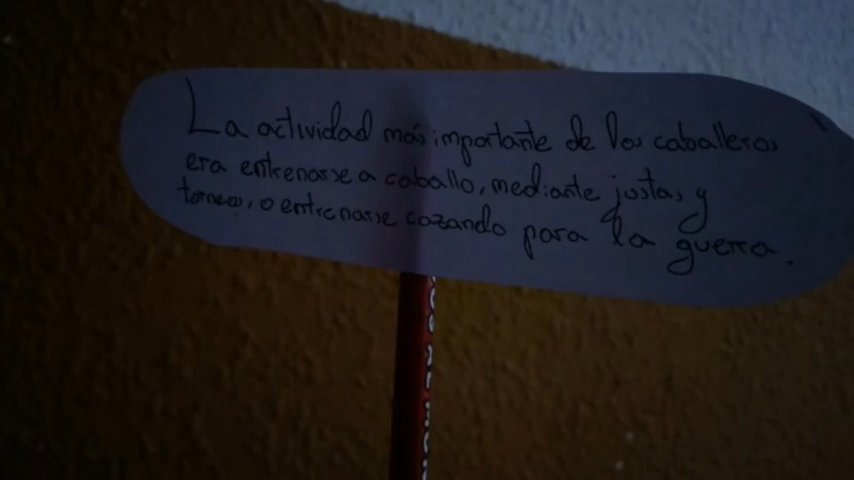 La actividad más importante de los caballeros
era entrenarse a caballo, mediante justas y
torneos, o entrenarse cazando para la guerra.